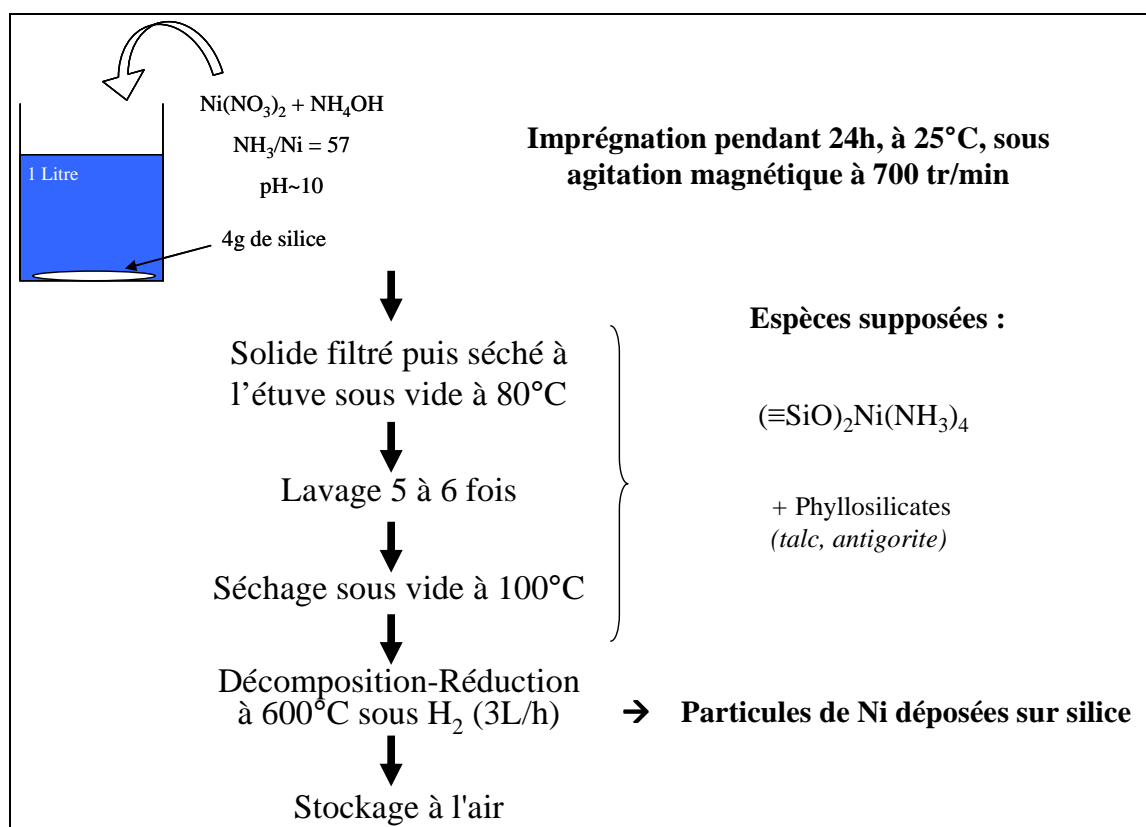 Ni(NO₃)₂ + NH₄OH
NH₃/Ni = 57
pH~10
1 Litre
4g de silice
Imprégnation pendant 24h, à 25°C, sous
agitation magnétique à 700 tr/min
Solide filtré puis séché à
l'étuve sous vide à 80°C
Lavage 5 à 6 fois
Séchage sous vide à 100°C
Espèces supposées :
(≡SiO)₂Ni(NH₃)₄
+ Phyllosilicates
(talc, antigorite)
Décomposition-Réduction
à 600°C sous H₂ (3L/h)
→ Particules de Ni déposées sur silice
Stockage à l'air